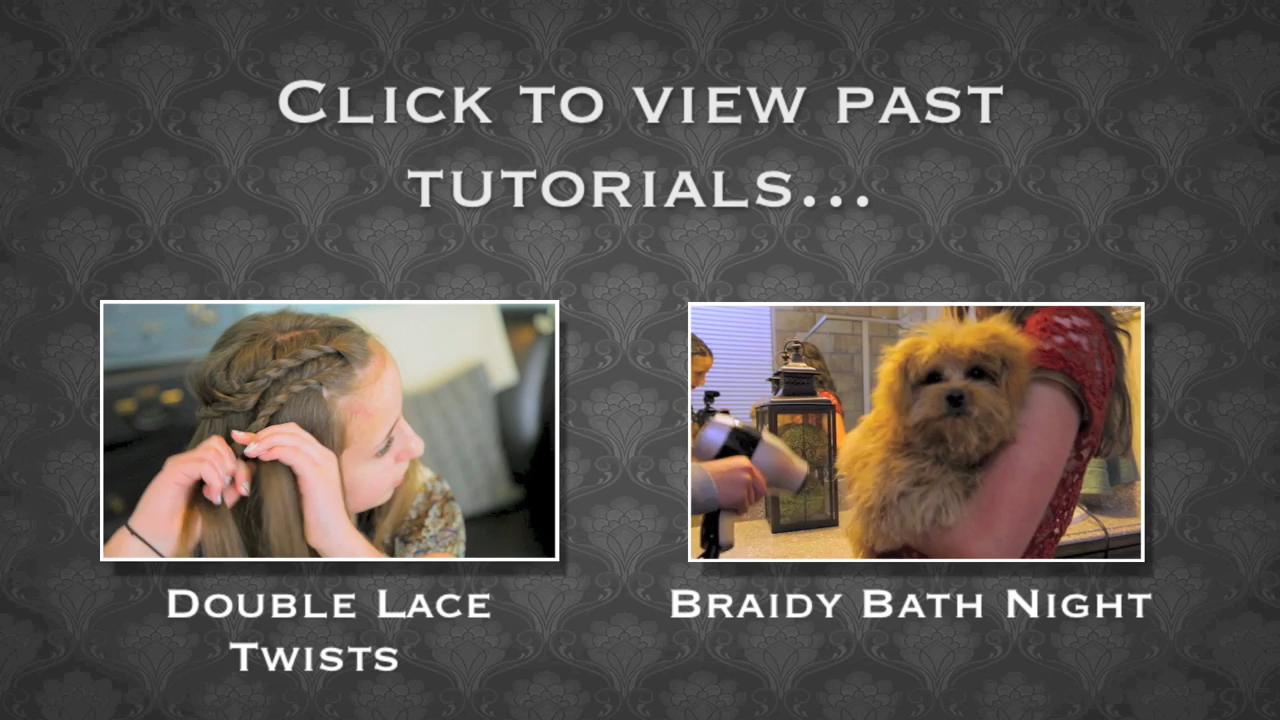 Click to view past
tutorials...
Double Lace
Twists
Braidy Bath Night